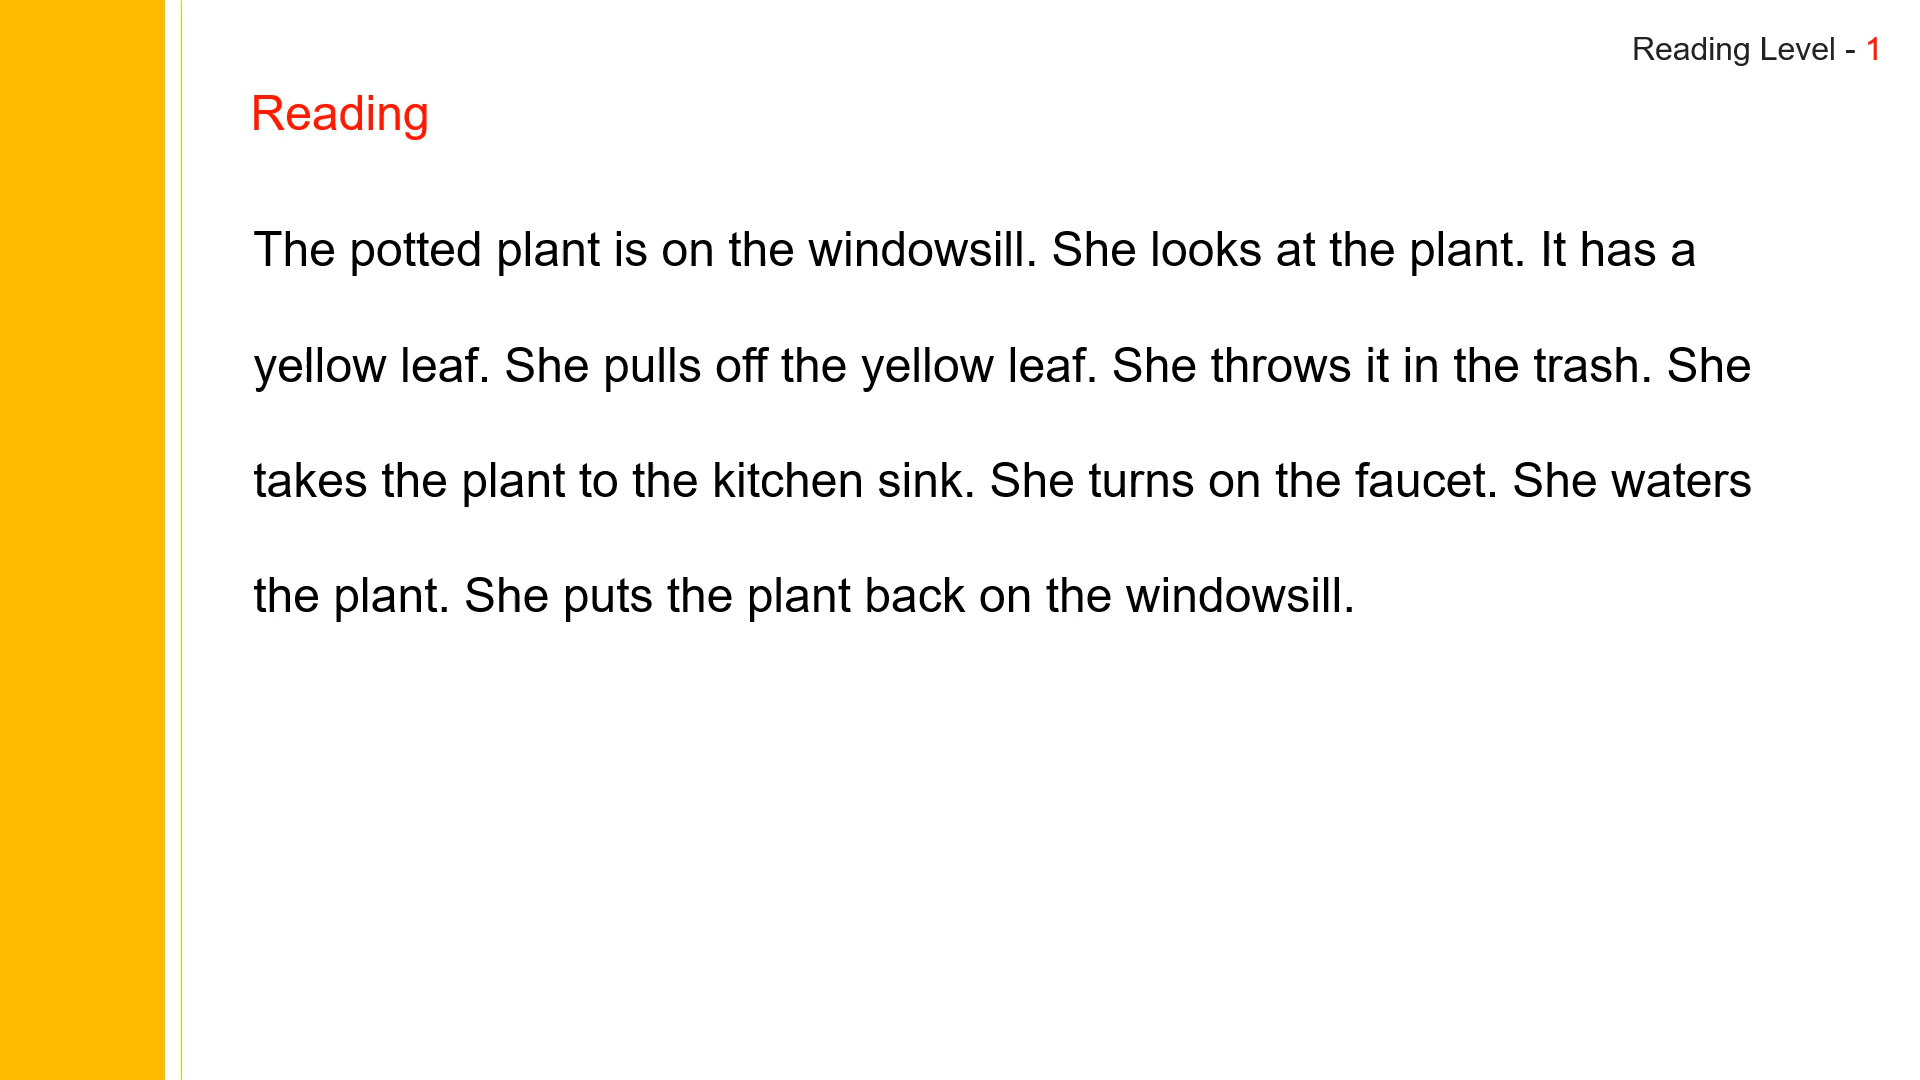 Reading Level - 1
Reading
The potted plant is on the windowsill. She looks at the plant. It has a
yellow leaf. She pulls off the yellow leaf. She throws it in the trash. She
takes the plant to the kitchen sink. She turns on the faucet. She waters
the plant. She puts the plant back on the windowsill.